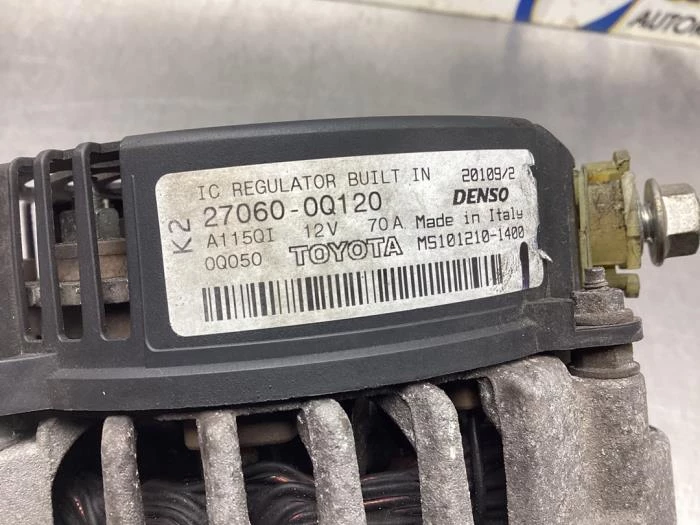 AUTOMO
IC REGULATOR BUILT IN 20109/2
K2 27060-0Q120 DENSO
A115QI 12V 70A Made in Italy
0Q050 TOYOTA MS101210-1400